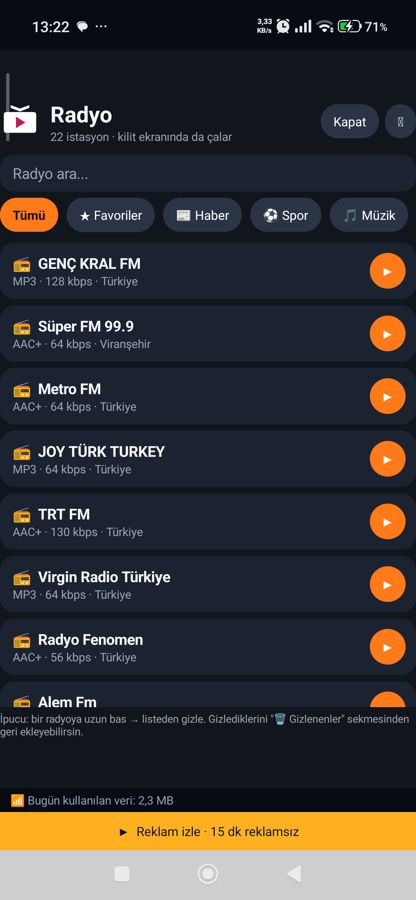 13:22
3,33
KB/s
71%
Radyo
22 istasyon · kilit ekranında da çalar
Kapat
Radyo ara...
Tümü
★ Favoriler
Haber
Spor
Müzik
GENÇ KRAL FM
MP3 · 128 kbps · Türkiye
Süper FM 99.9
AAC+ · 64 kbps · Viranşehir
Metro FM
AAC+ · 64 kbps · Türkiye
JOY TÜRK TURKEY
MP3 · 64 kbps · Türkiye
TRT FM
AAC+ · 130 kbps · Türkiye
Virgin Radio Türkiye
MP3 · 64 kbps · Türkiye
Radyo Fenomen
AAC+ · 56 kbps · Türkiye
Alem Fm
İpucu: bir radyoya uzun bas → listeden gizle. Gizlediklerini "🗑 Gizlenenler" sekmesinden
geri ekleyebilirsin.
Bugün kullanılan veri: 2,3 MB
► Reklam izle · 15 dk reklamsız